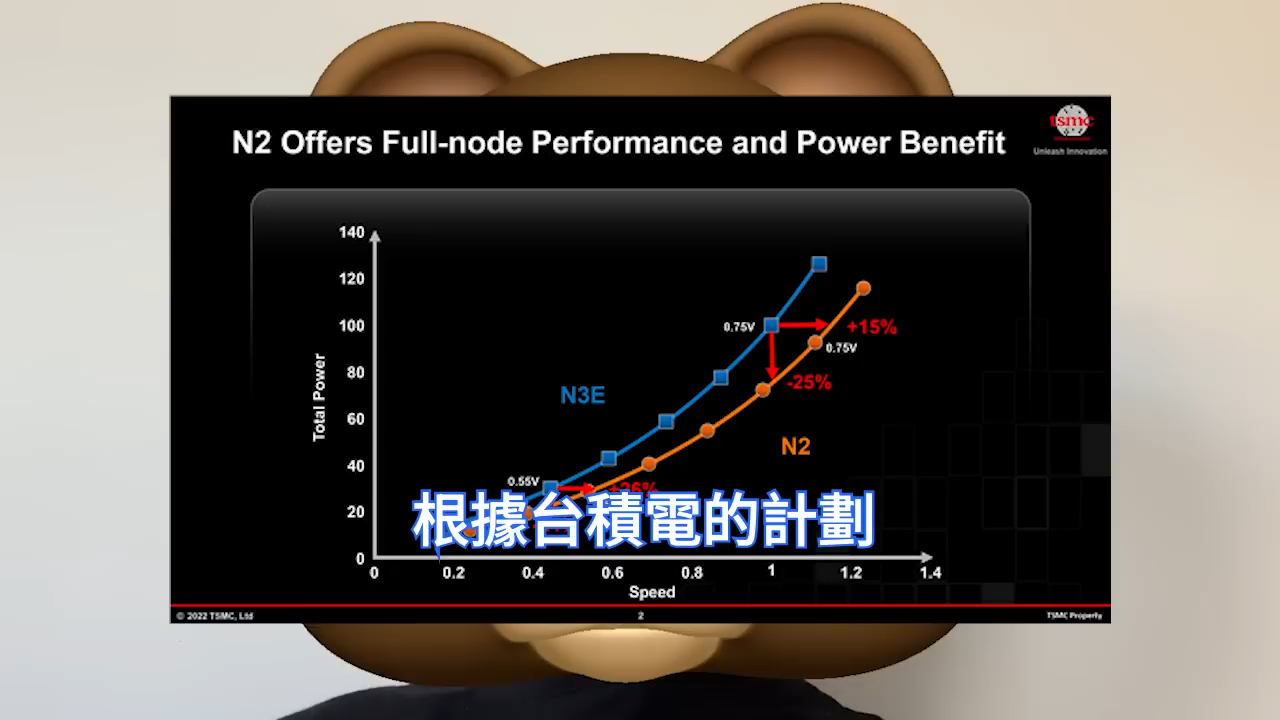 N2 Offers Full-node Performance and Power Benefit
tsmc
Unleash Innovation
140
120
100
80
60
40
20
0
Total Power
0.75V
+15%
0.75V
-25%
N3E
N2
0.55V
+26%
根據台積電的計劃
0
0.2
0.4
0.6
0.8
1
1.2
1.4
Speed
© 2022 TSMC, Ltd
2
TSMC Property